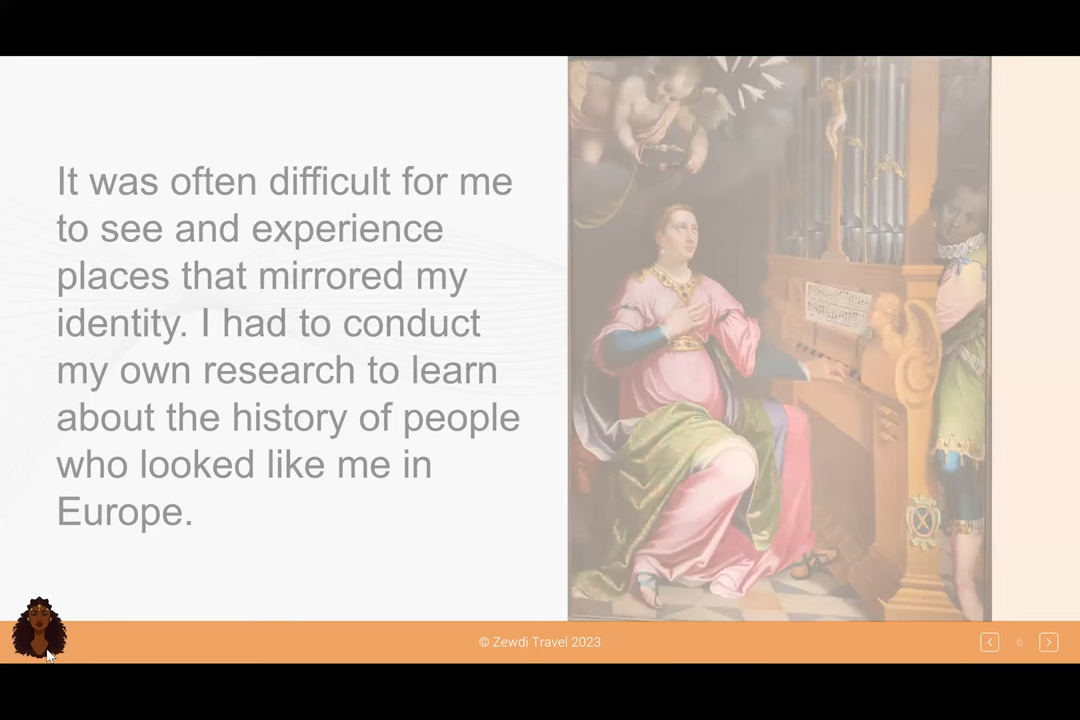 It was often difficult for me
to see and experience
places that mirrored my
identity. I had to conduct
my own research to learn
about the history of people
who looked like me in
Europe.
© Zewdi Travel 2023
6